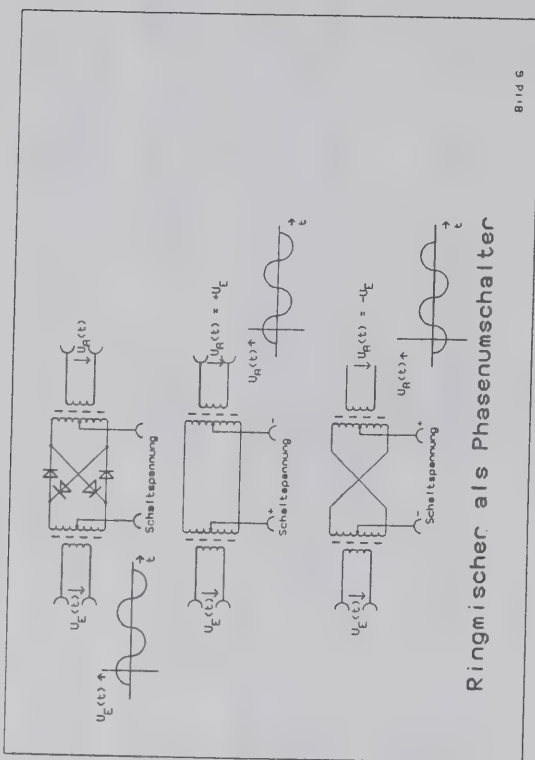 U_E(t)
U_A(t)
Schaltspannung
U_E(t)
t
U_E(t)
U_A(t) = +U_E
+
-
Schaltspannung
U_A(t)
t
U_E(t)
U_A(t) = -U_E
-
+
Schaltspannung
U_A(t)
t
Ringmischer als Phasenumschalter
Bild 6